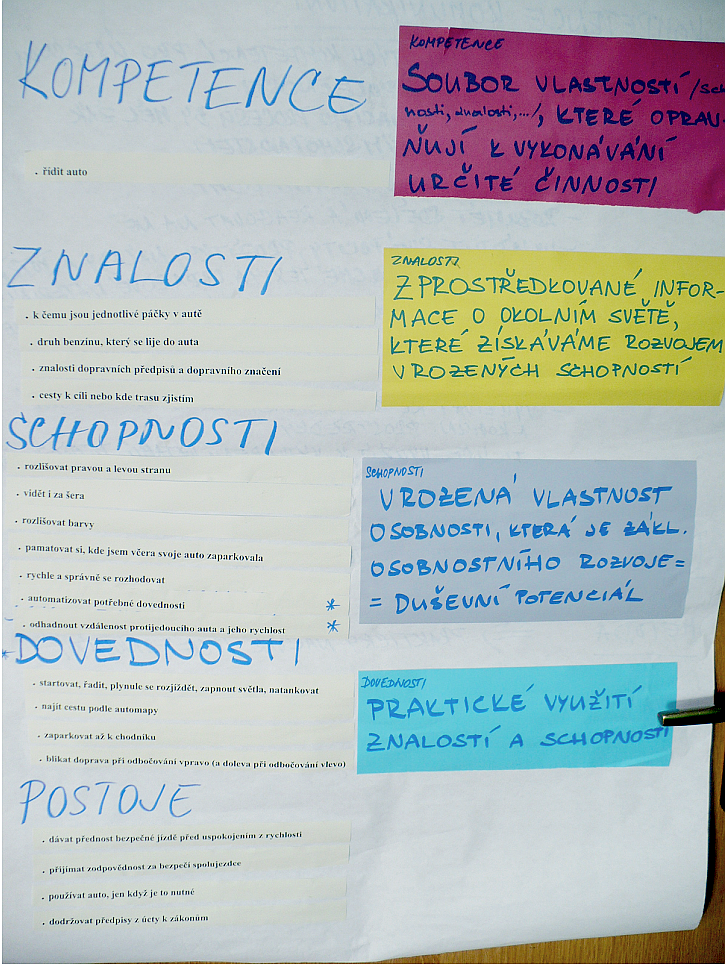 KOMPETENCE
KOMPETENCE
SOUBOR VLASTNOSTÍ/sch
nosti, znalosti,.../, KTERÉ OPRAV-
ŇUJÍ K VYKONÁVÁNÍ
URČITÉ ČINNOSTI
. řídit auto
ZNALOSTI
. k čemu jsou jednotlivé páčky v autě
. druh benzínu, který se lije do auta
. znalosti dopravních předpisů a dopravního značení
. cesty k cíli nebo kde trasu zjistím
ZNALOSTI
ZPROSTŘEDKOVANÉ INFOR-
MACE O OKOLNÍM SVĚTĚ,
KTERÉ ZÍSKÁVÁME ROZVOJEM
VROZENÝCH SCHOPNOSTÍ
SCHOPNOSTI
. rozlišovat pravou a levou stranu
. vidět i za šera
. rozlišovat barvy
. pamatovat si, kde jsem včera svoje auto zaparkovala
. rychle a správně se rozhodovat
. automatizovat potřebné dovednosti *
. odhadnout vzdálenost protijedoucího auta a jeho rychlost *
SCHOPNOSTI
VROZENÁ VLASTNOST
OSOBNOSTI, KTERÁ JE ZÁKL.
OSOBNOSTNÍHO ROZVOJE=
= DUŠEVNÍ POTENCIÁL
*DOVEDNOSTI
. startovat, řadit, plynule se rozjíždět, zapnout světla, natankovat
. najít cestu podle automapy
. zaparkovat až k chodníku
. blikat doprava při odbočování vpravo (a doleva při odbočování vlevo)
DOVEDNOSTI
PRAKTICKÉ VYUŽITÍ
ZNALOSTÍ A SCHOPNOSTÍ
POSTOJE
. dávat přednost bezpečné jízdě před uspokojením z rychlosti
. přijímat zodpovědnost za bezpečí spolujezdce
. používat auto, jen když je to nutné
. dodržovat předpisy z úcty k zákonům